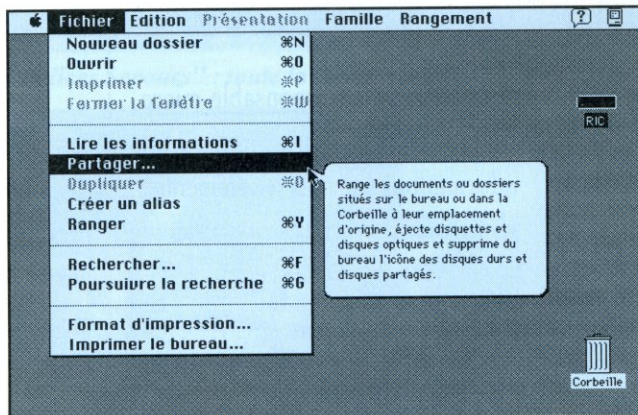 Fichier Edition Présentation Famille Rangement
Nouveau dossier ⌘N
Ouvrir ⌘O
Imprimer ⌘P
Fermer la fenêtre ⌘W
Lire les informations ⌘I
Partager...
Dupliquer ⌘D
Créer un alias
Ranger ⌘Y
Rechercher... ⌘F
Poursuivre la recherche ⌘G
Format d'impression...
Imprimer le bureau...
RIC
Range les documents ou dossiers
situés sur le bureau ou dans la
Corbeille à leur emplacement
d'origine, éjecte disquettes et
disques optiques et supprime du
bureau l'icône des disques durs et
disques partagés.
Corbeille